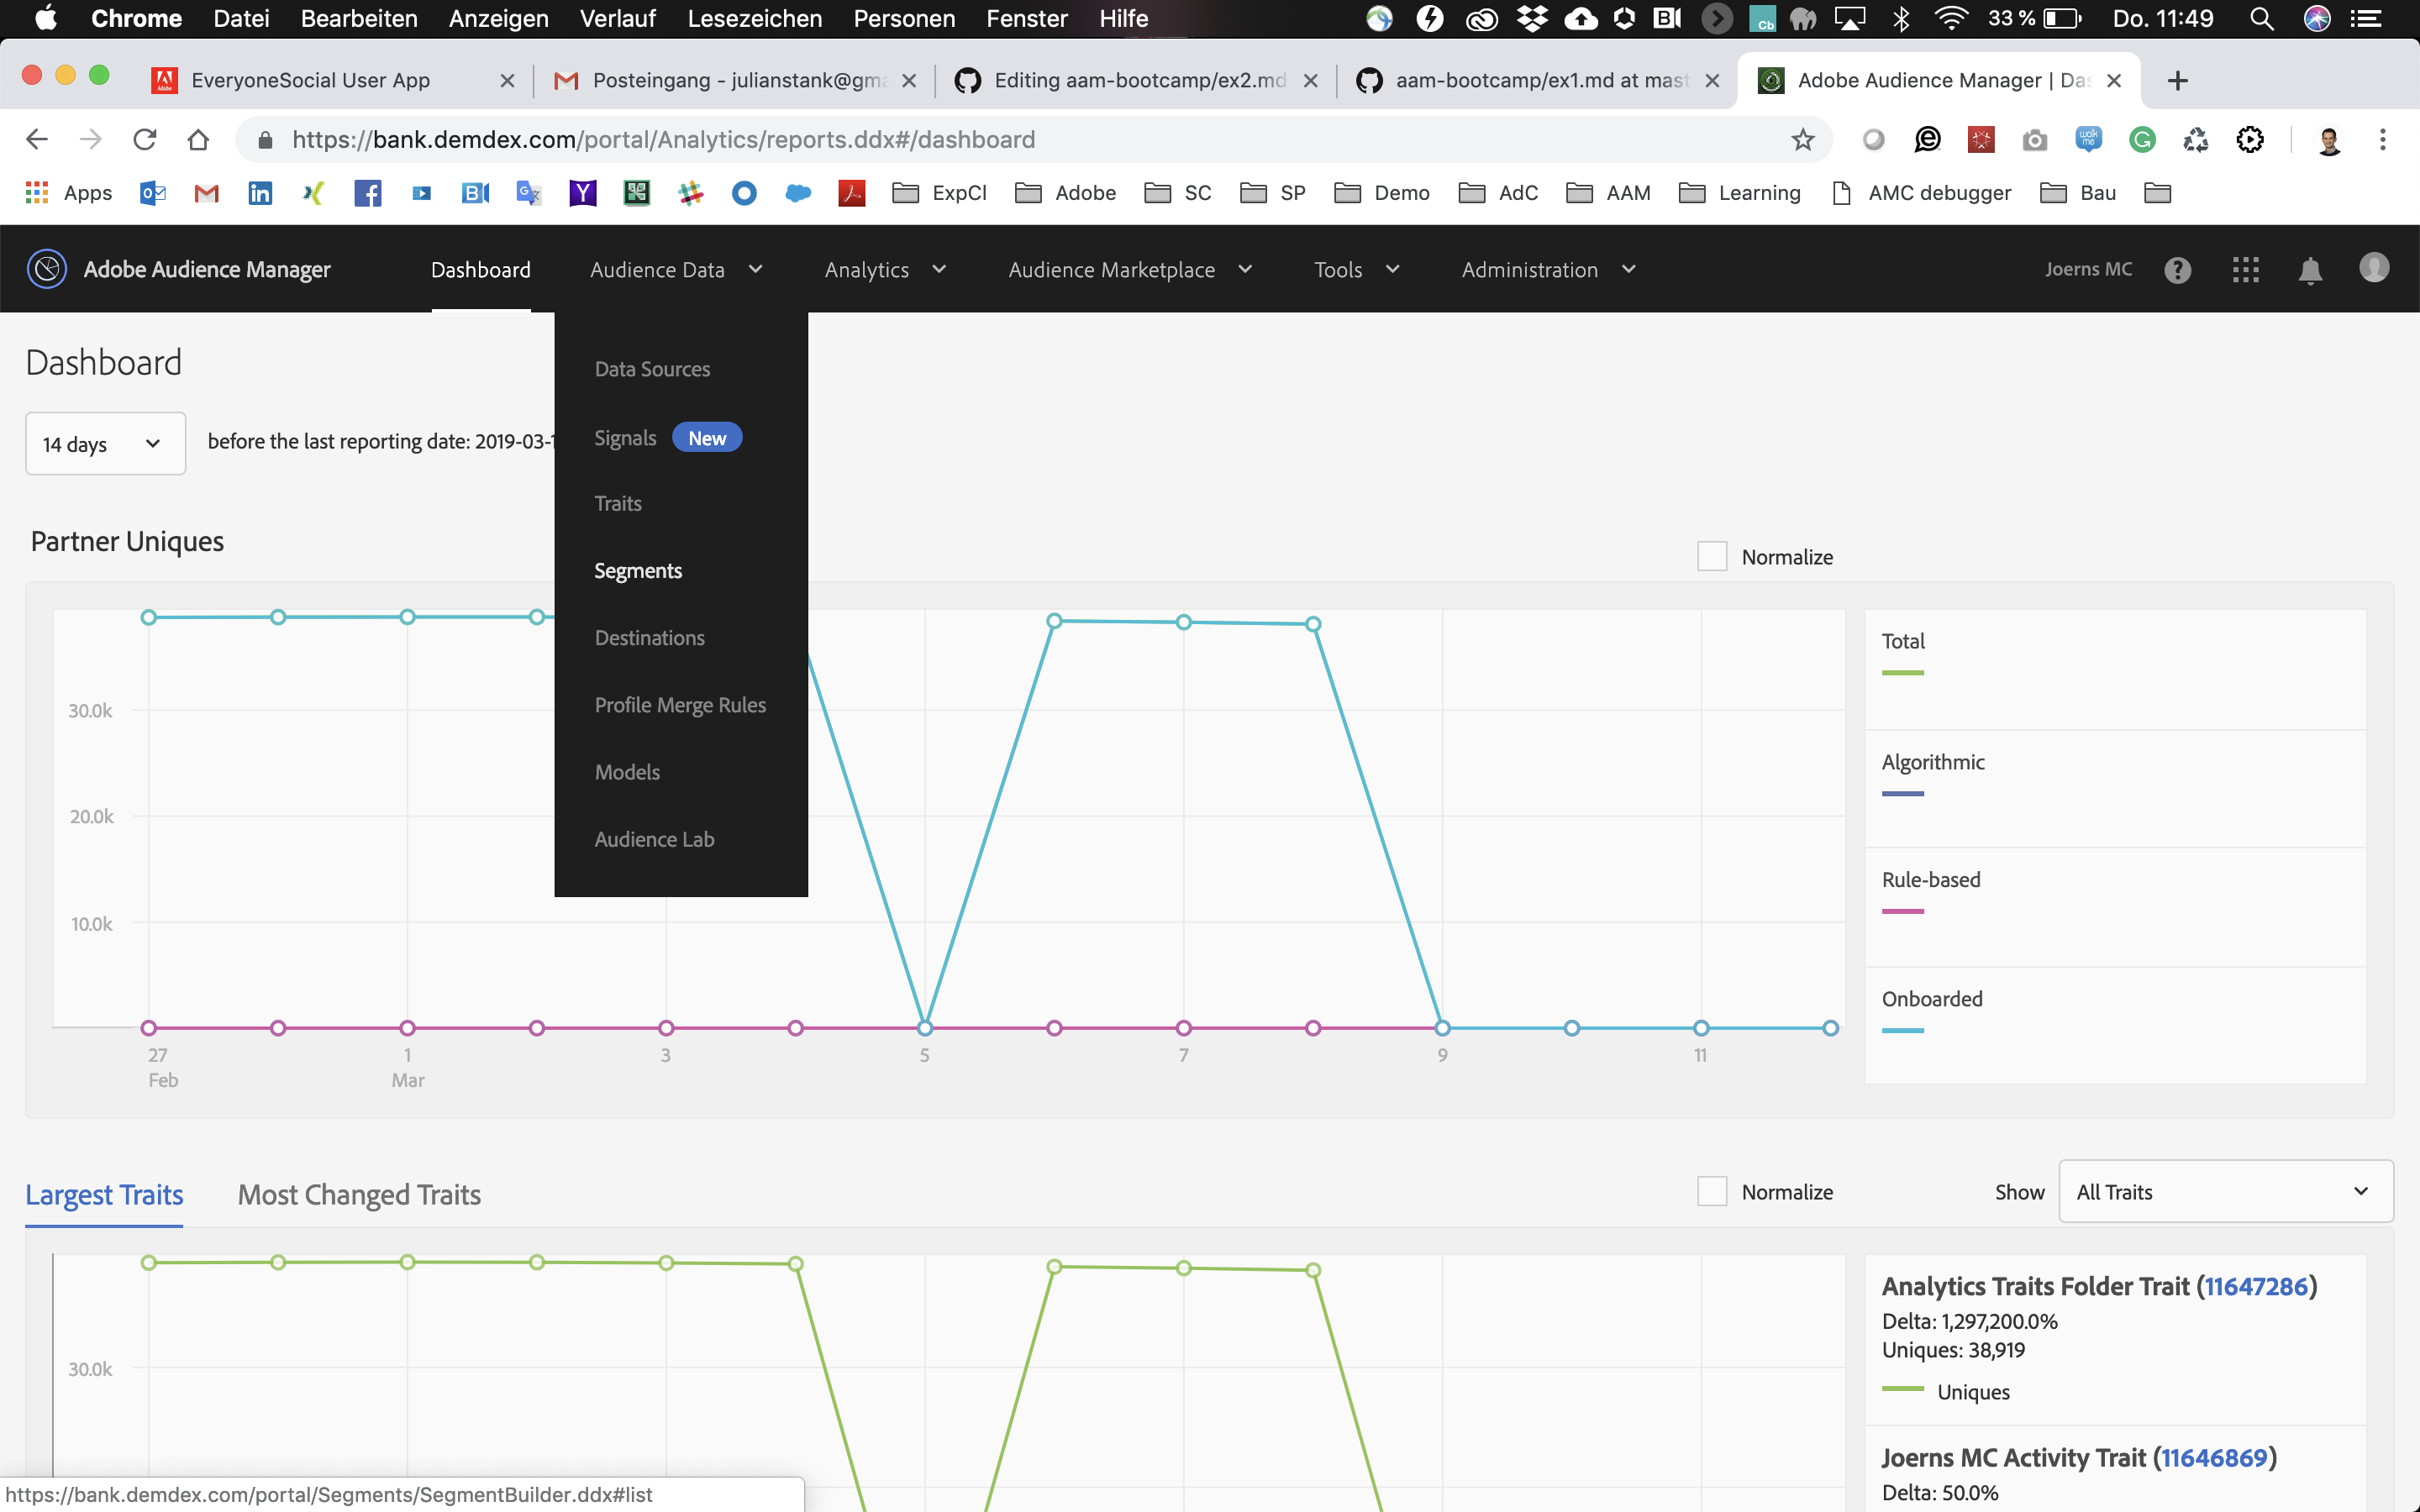 Chrome Datei Bearbeiten Anzeigen Verlauf Lesezeichen Personen Fenster Hilfe Cb 33 % Do. 11:49
EveryoneSocial User App
Posteingang - julianstank@gma
Editing aam-bootcamp/ex2.md
aam-bootcamp/ex1.md at mast
Adobe Audience Manager | Das
https://bank.demdex.com/portal/Analytics/reports.ddx#/dashboard
Apps ExpCl Adobe SC SP Demo AdC AAM Learning AMC debugger Bau
Adobe Audience Manager Dashboard Audience Data Analytics Audience Marketplace Tools Administration Joerns MC
Dashboard
14 days before the last reporting date: 2019-03-1
Data Sources
Signals New
Traits
Segments
Destinations
Profile Merge Rules
Models
Audience Lab
Partner Uniques
Normalize
30.0k
20.0k
10.0k
27 1 3 5 7 9 11
Feb Mar
Total
Algorithmic
Rule-based
Onboarded
Largest Traits Most Changed Traits
Normalize Show All Traits
30.0k
Analytics Traits Folder Trait (11647286)
Delta: 1,297,200.0%
Uniques: 38,919
Uniques
Joerns MC Activity Trait (11646869)
Delta: 50.0%
https://bank.demdex.com/portal/Segments/SegmentBuilder.ddx#list